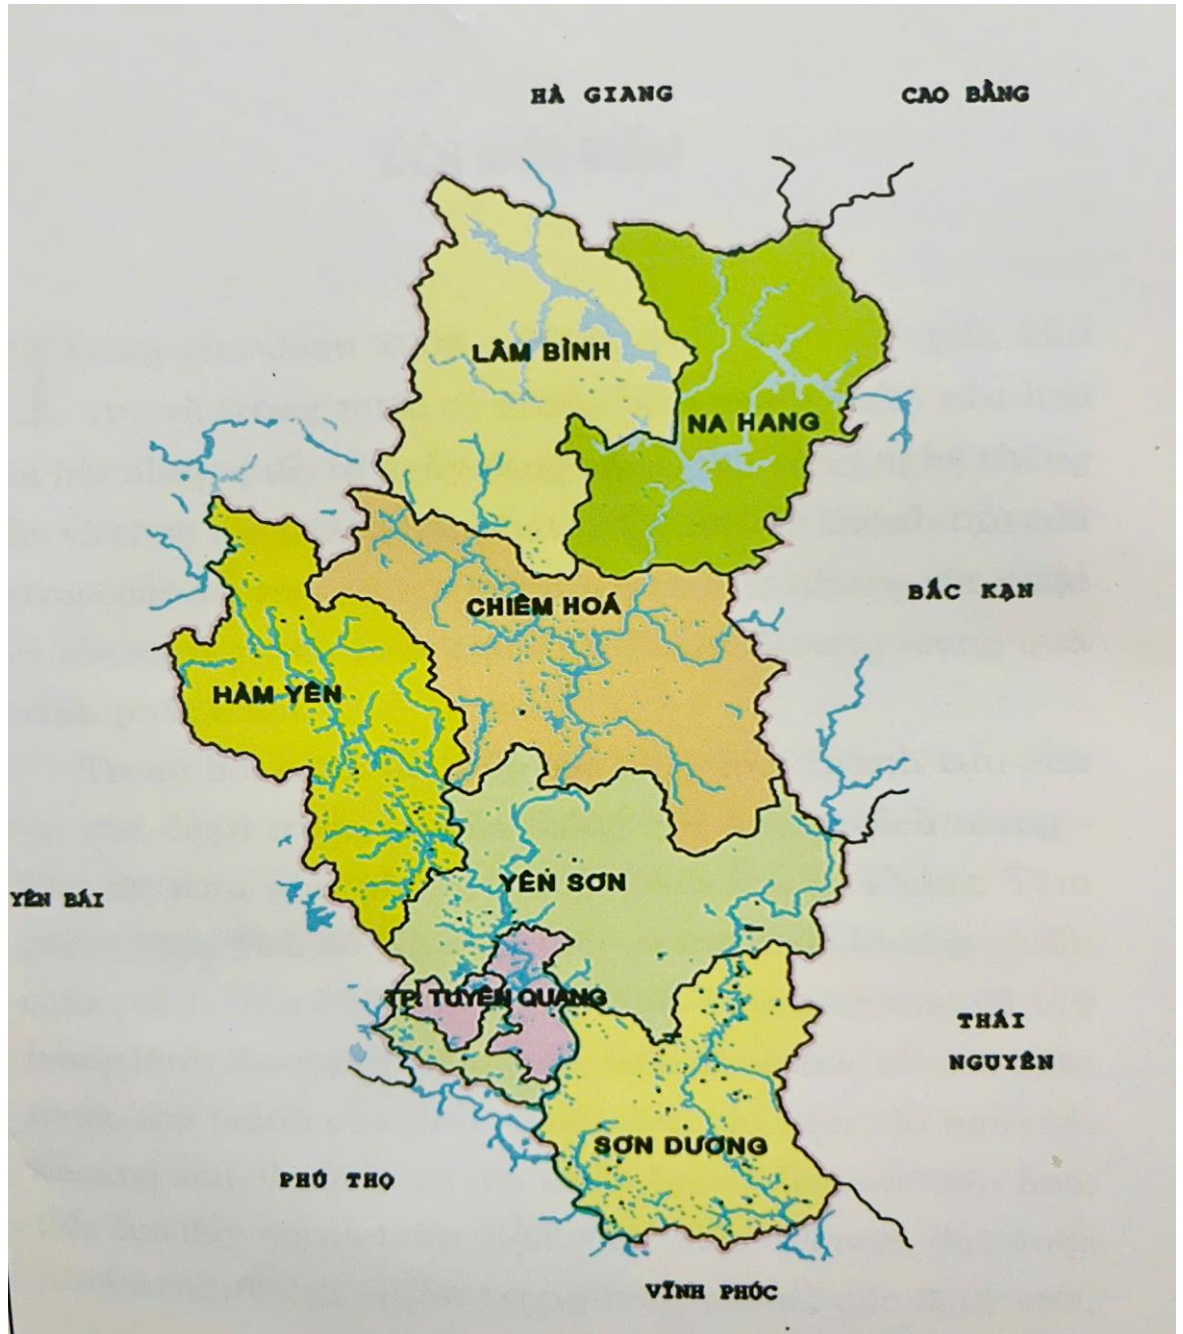 HÀ GIANG
CAO BẰNG
LÂM BÌNH
NA HANG
CHIÊM HOÁ
BẮC KẠN
HÀM YÊN
YÊN SƠN
YÊN BÁI
TP. TUYÊN QUANG
THÁI
NGUYÊN
SƠN DƯƠNG
PHÚ THỌ
VĨNH PHÚC